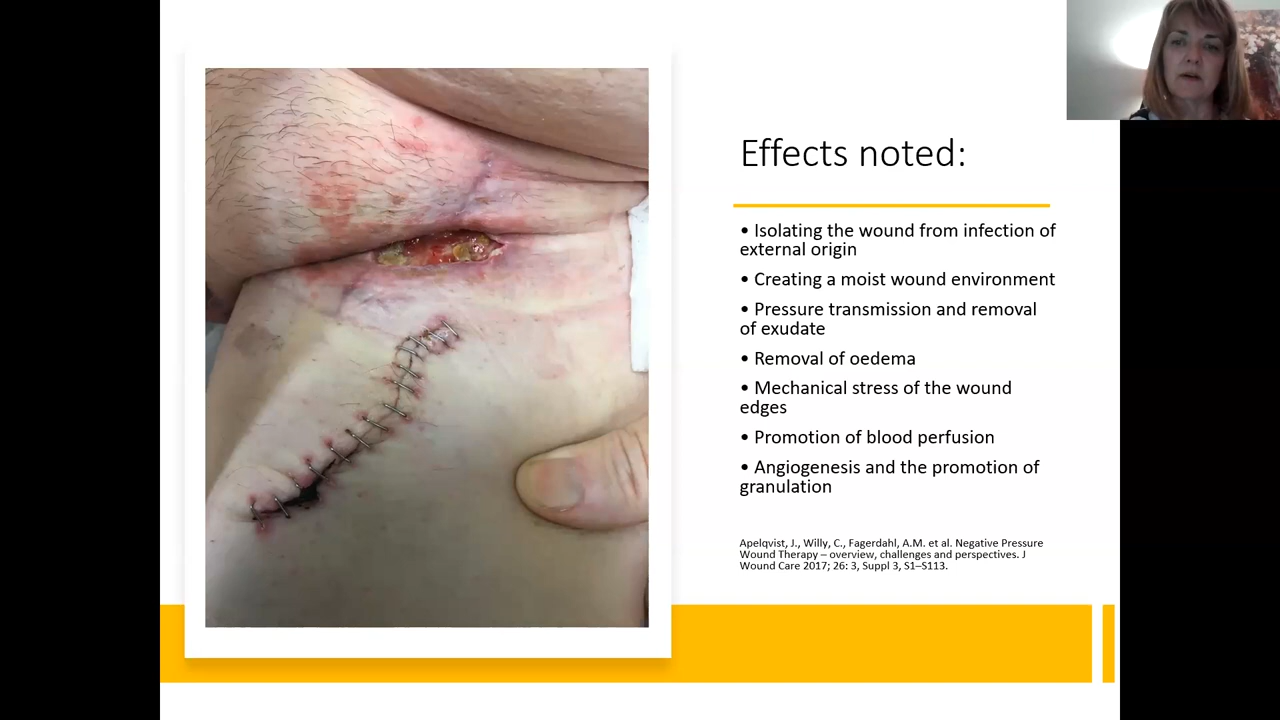 Effects noted:
• Isolating the wound from infection of
external origin
• Creating a moist wound environment
• Pressure transmission and removal
of exudate
• Removal of oedema
• Mechanical stress of the wound
edges
• Promotion of blood perfusion
• Angiogenesis and the promotion of
granulation
Apelqvist, J., Willy, C., Fagerdahl, A.M. et al. Negative Pressure
Wound Therapy – overview, challenges and perspectives. J
Wound Care 2017; 26: 3, Suppl 3, S1–S113.